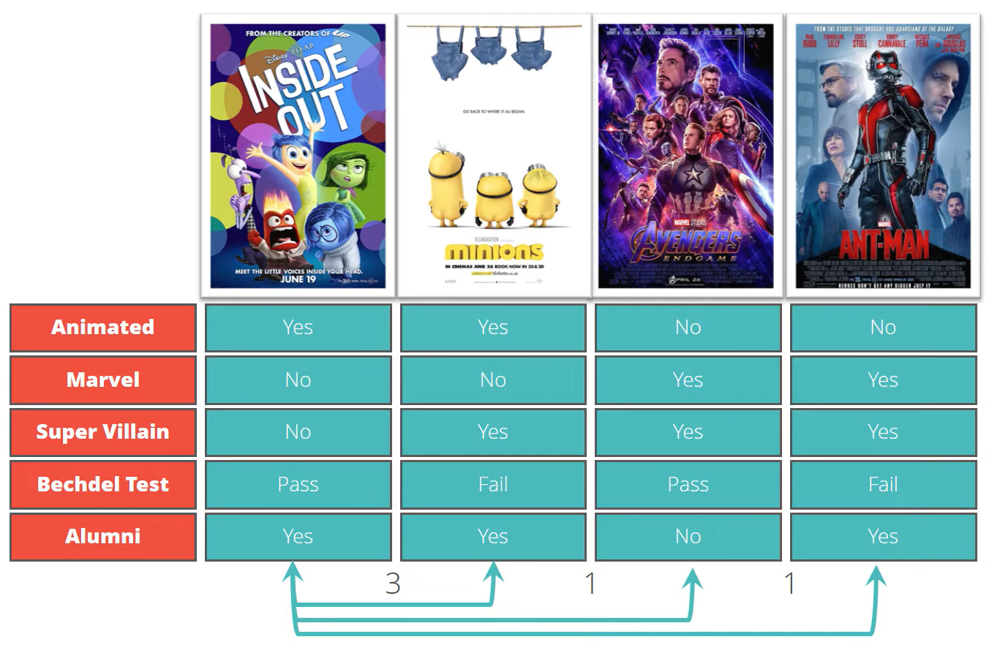 FROM THE CREATORS OF UP
Disney PIXAR
INSIDE
OUT
MEET THE LITTLE VOICES INSIDE YOUR HEAD.
JUNE 19
GO BACK TO WHERE IT ALL BEGAN.
ILLUMINATION
minions
IN CINEMAS JUNE 26 BOOK NOW IN 3D & 2D
MARVEL STUDIOS
AVENGERS
ENDGAME
APRIL 26
FROM THE STUDIO THAT BROUGHT YOU GUARDIANS OF THE GALAXY
PAUL RUDD
EVANGELINE LILLY
COREY STOLL
BOBBY CANNAVALE
MICHAEL PEÑA
MICHAEL DOUGLAS
MARVEL
ANT-MAN
HEROES DON'T GET ANY BIGGER JULY 17
Animated Yes Yes No No
Marvel No No Yes Yes
Super Villain No Yes Yes Yes
Bechdel Test Pass Fail Pass Fail
Alumni Yes Yes No Yes
3 1 1